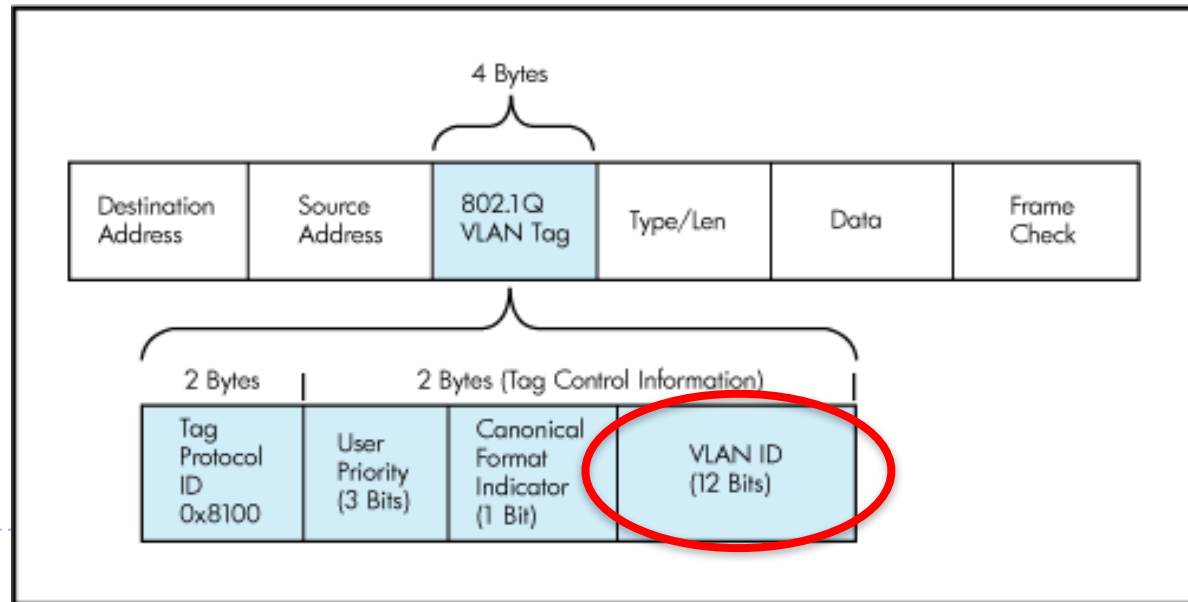 4 Bytes
Destination
Address
Source
Address
802.1Q
VLAN Tag
Type/Len
Data
Frame
Check
2 Bytes
2 Bytes (Tag Control Information)
Tag
Protocol
ID
0x8100
User
Priority
(3 Bits)
Canonical
Format
Indicator
(1 Bit)
VLAN ID
(12 Bits)